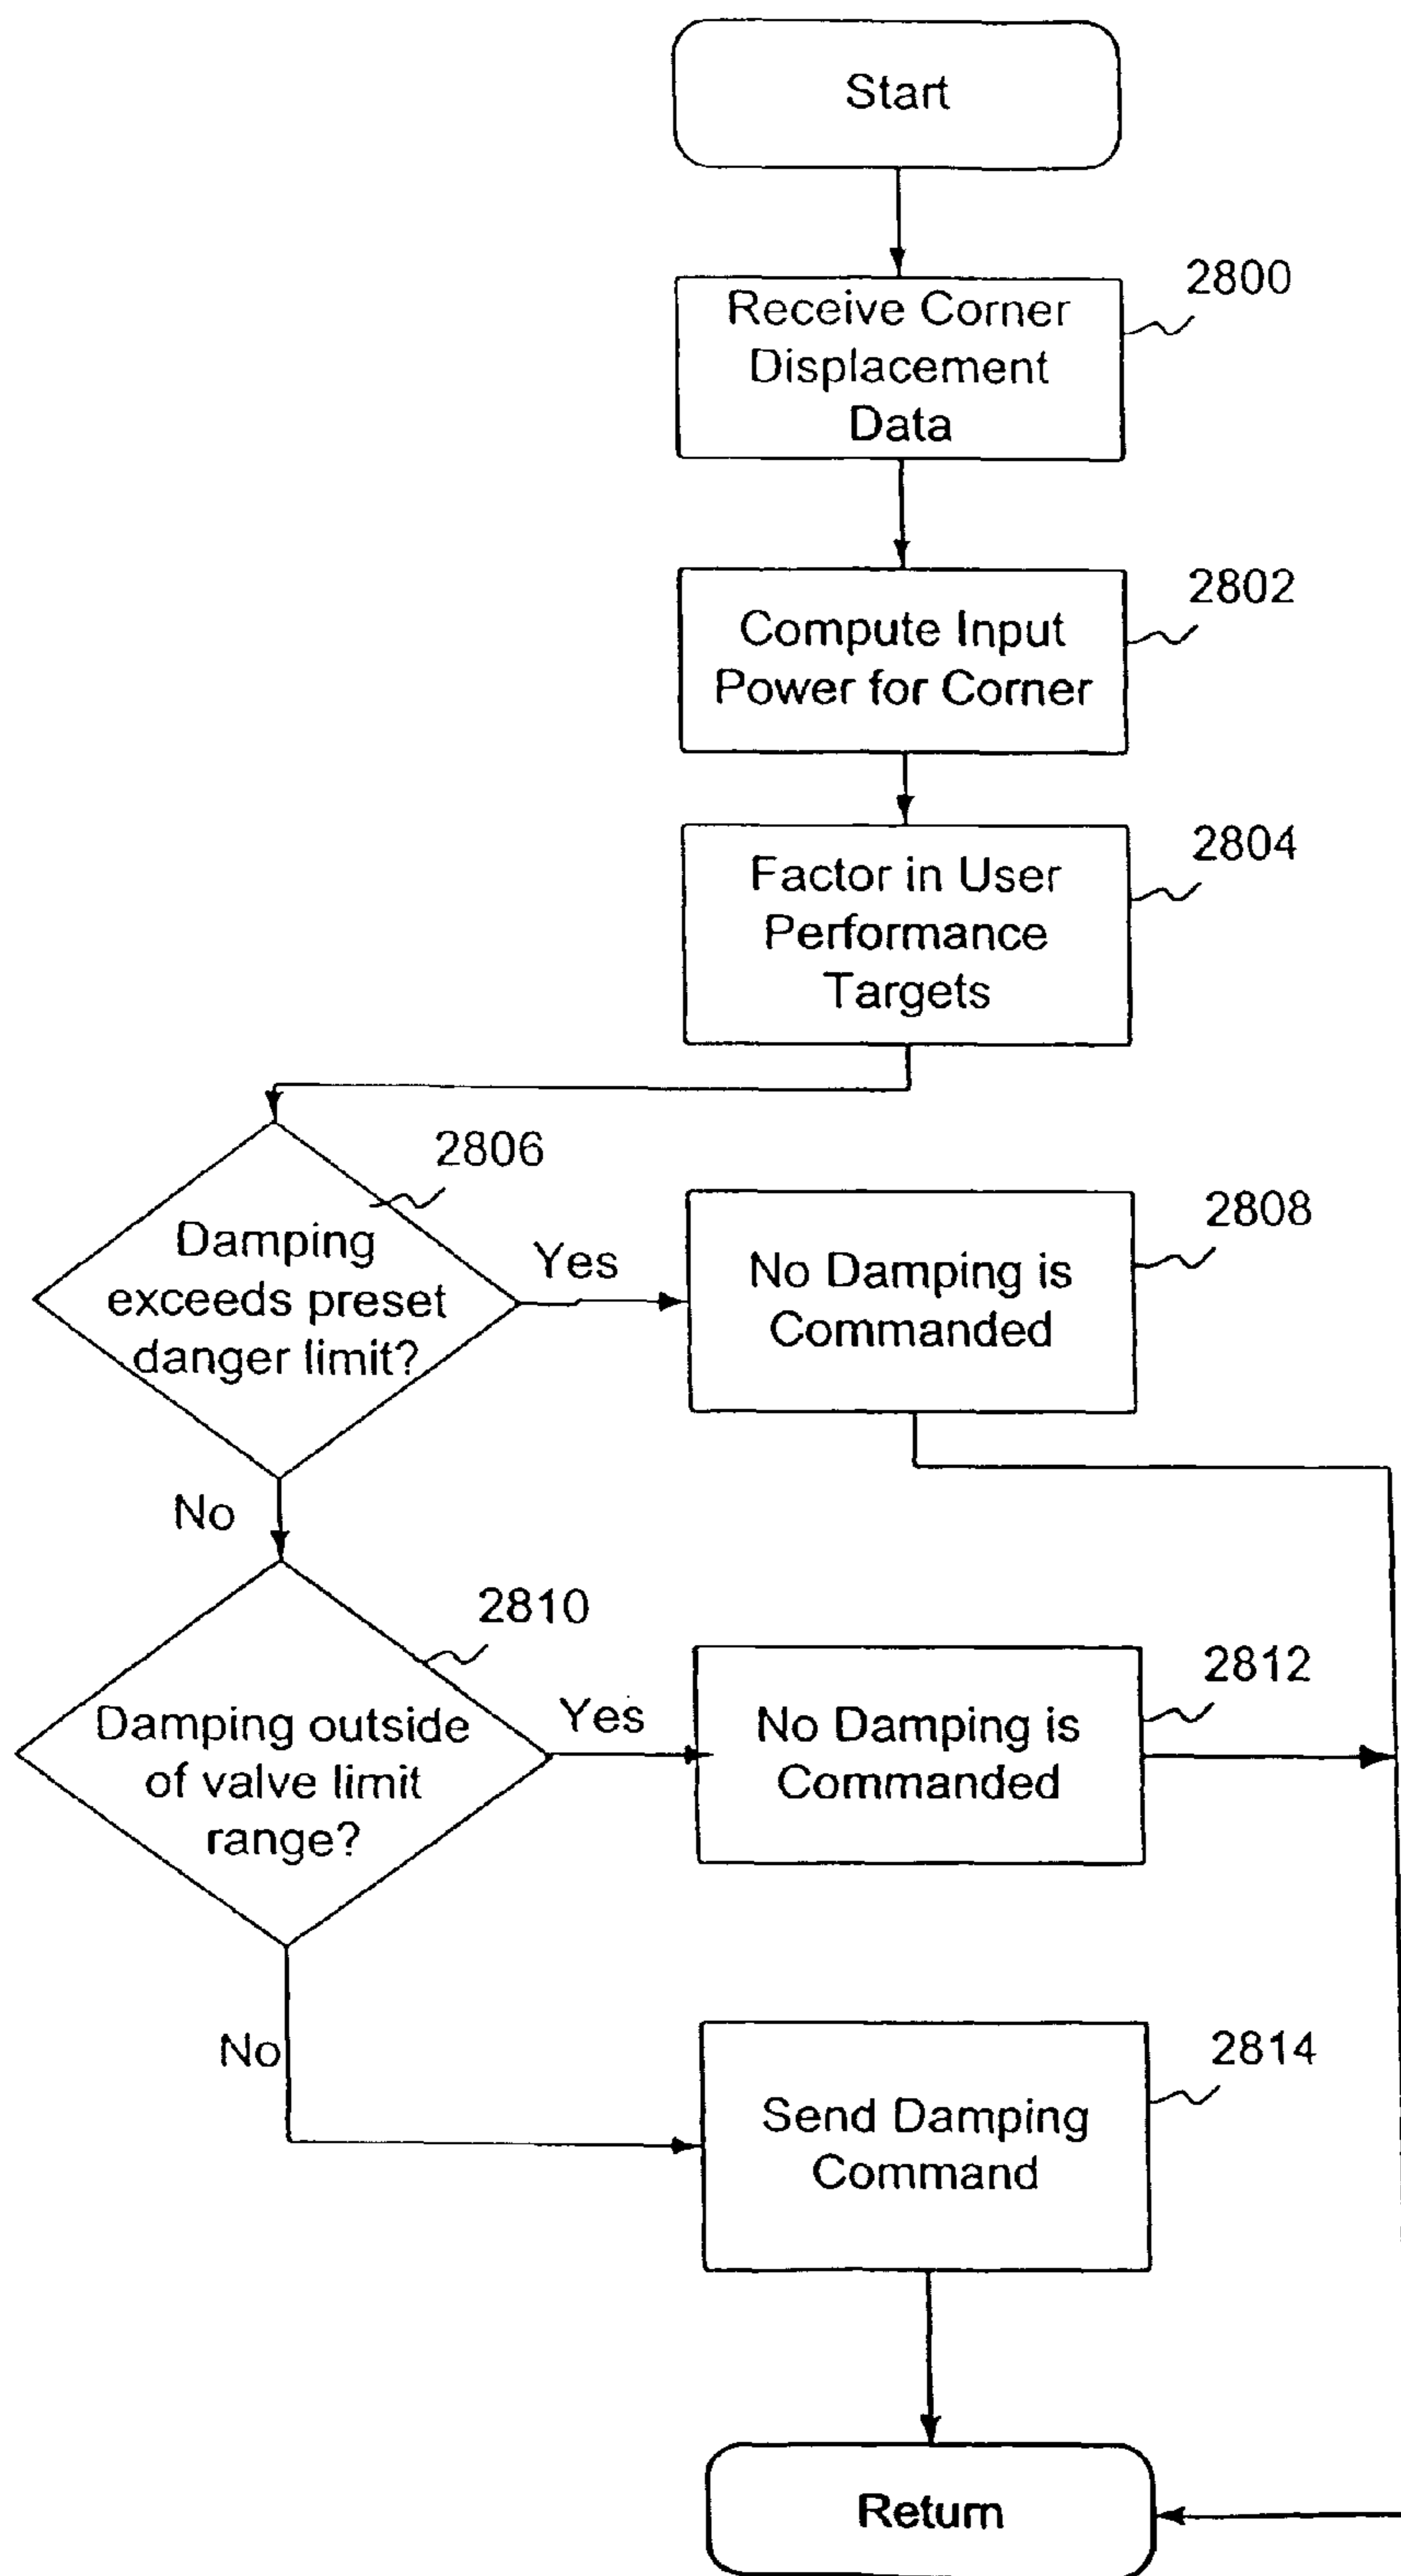 Start
2800
Receive Corner
Displacement
Data
2802
Compute Input
Power for Corner
2804
Factor in User
Performance
Targets
2806
Damping
exceeds preset
danger limit?
Yes
2808
No Damping is
Commanded
No
2810
Damping outside
of valve limit
range?
Yes
2812
No Damping is
Commanded
No
2814
Send Damping
Command
Return